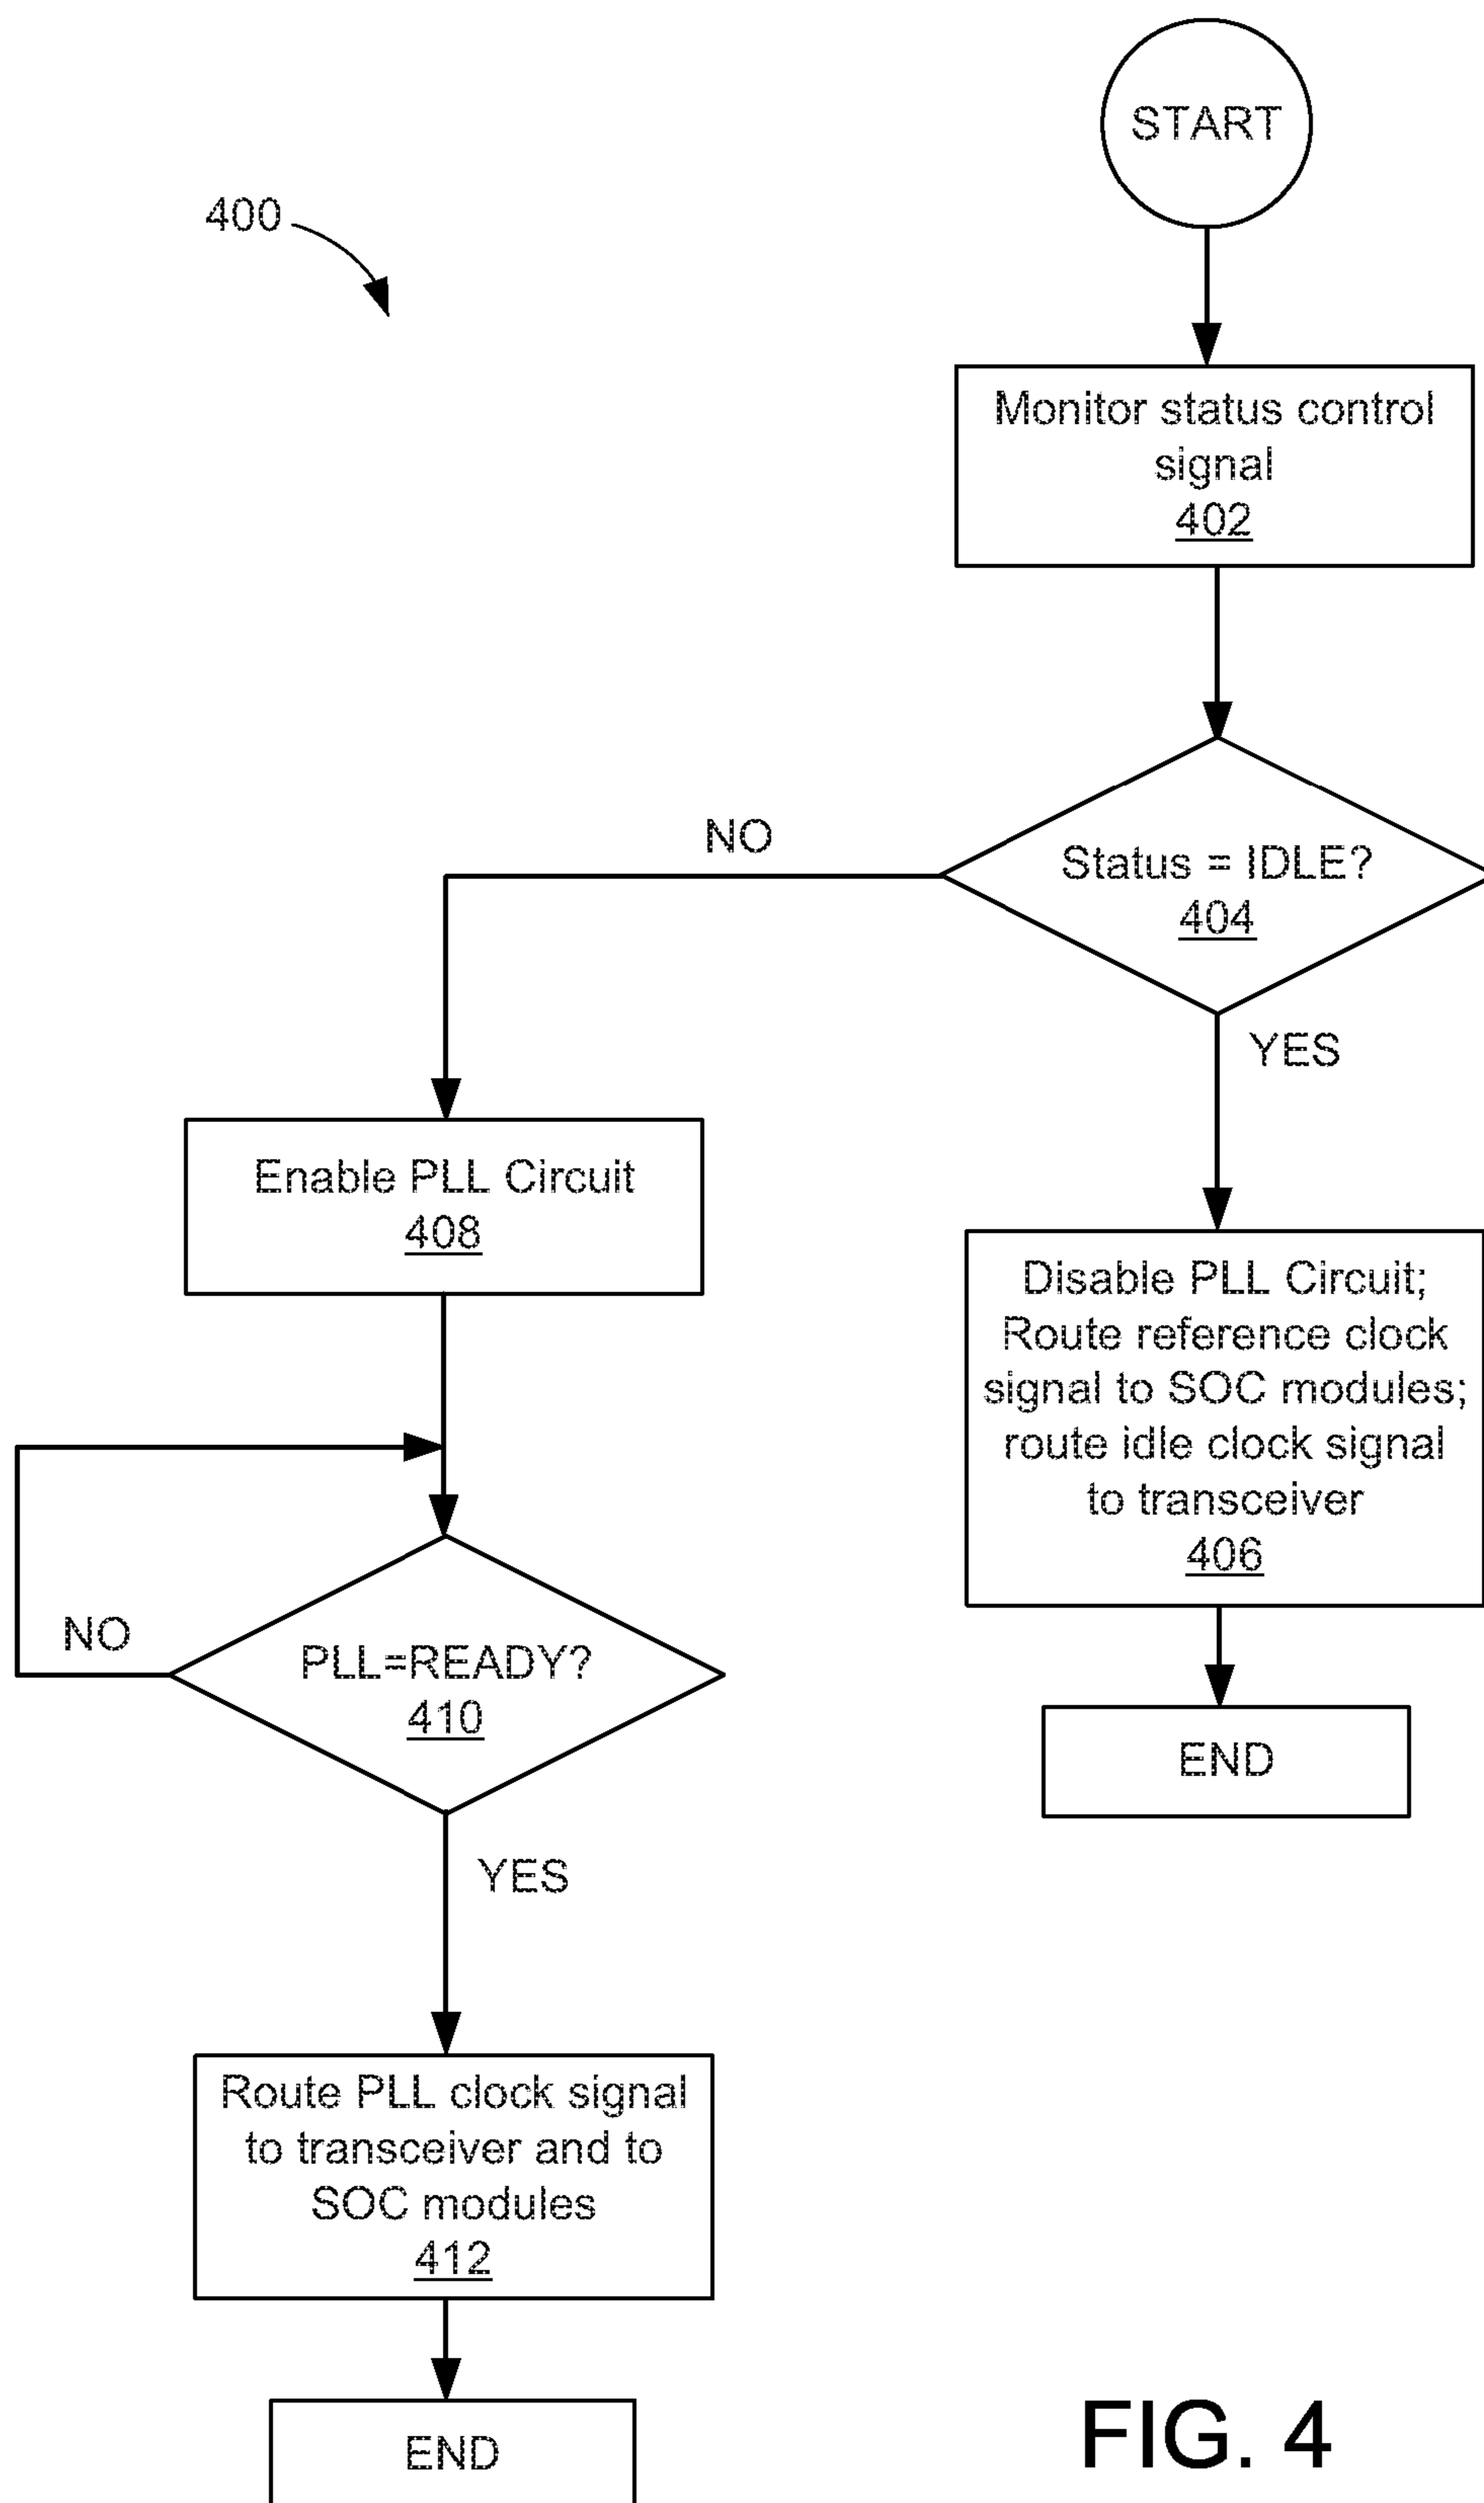 START
400
Monitor status control
signal
402
NO
Status = IDLE?
404
YES
Enable PLL Circuit
408
Disable PLL Circuit;
Route reference clock
signal to SOC modules;
route idle clock signal
to transceiver
406
NO
PLL=READY?
410
END
YES
Route PLL clock signal
to transceiver and to
SOC modules
412
END
FIG. 4